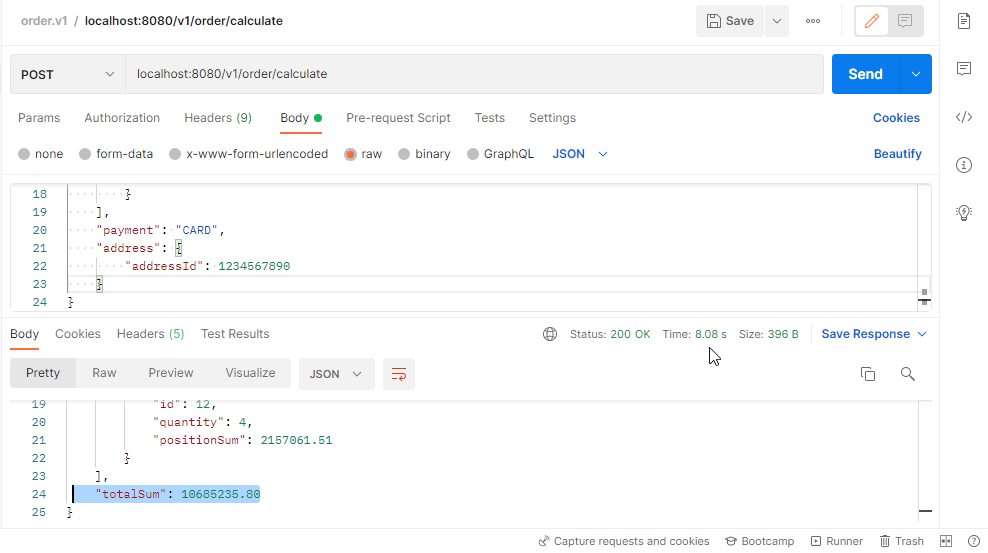 order.v1 / localhost:8080/v1/order/calculate Save
POST localhost:8080/v1/order/calculate Send
Params Authorization Headers (9) Body Pre-request Script Tests Settings Cookies
none form-data x-www-form-urlencoded raw binary GraphQL JSON Beautify
18 }
19 ],
20 "payment": "CARD",
21 "address": {
22 "addressId": 1234567890
23 }
24 }
Body Cookies Headers (5) Test Results Status: 200 OK Time: 8.08 s Size: 396 B Save Response
Pretty Raw Preview Visualize JSON
19 "id": 12,
20 "quantity": 4,
21 "positionSum": 2157061.51
22 }
23 ],
24 "totalSum": 10685235.80
25 }
Capture requests and cookies Bootcamp Runner Trash